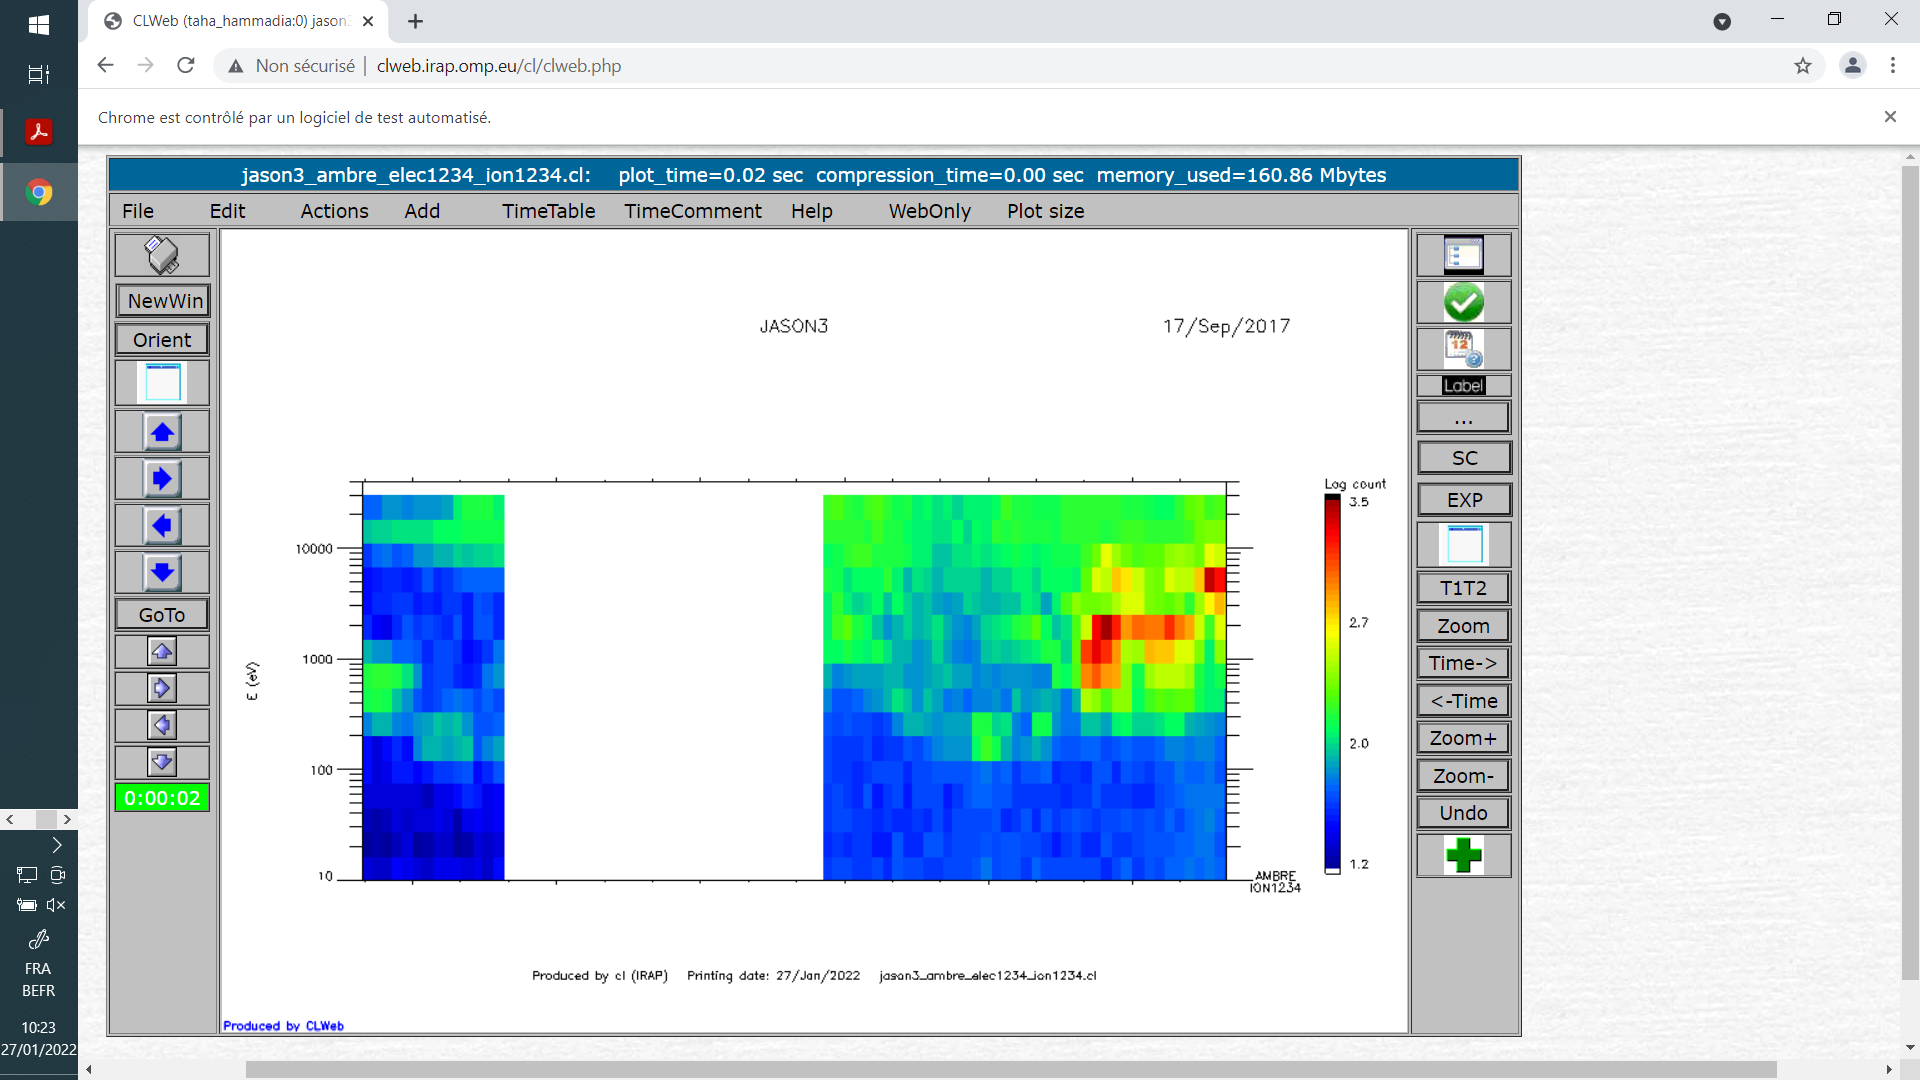 CLWeb (taha_hammadia:0) jason3
Non sécurisé | clweb.irap.omp.eu/cl/clweb.php
Chrome est contrôlé par un logiciel de test automatisé.
jason3_ambre_elec1234_ion1234.cl: plot_time=0.02 sec compression_time=0.00 sec memory_used=160.86 Mbytes
File Edit Actions Add TimeTable TimeComment Help WebOnly Plot size
NewWin
Orient
GoTo
0:00:02
JASON3 17/Sep/2017
Log count
3.5
2.7
2.0
1.2
10000
1000
100
10
E (eV)
AMBRE
ION1234
Produced by cl (IRAP) Printing date: 27/Jan/2022 jason3_ambre_elec1234_ion1234.cl
Produced by CLWeb
12
Label
...
SC
EXP
T1T2
Zoom
Time->
<-Time
Zoom+
Zoom-
Undo
FRA
BEFR
10:23
27/01/2022